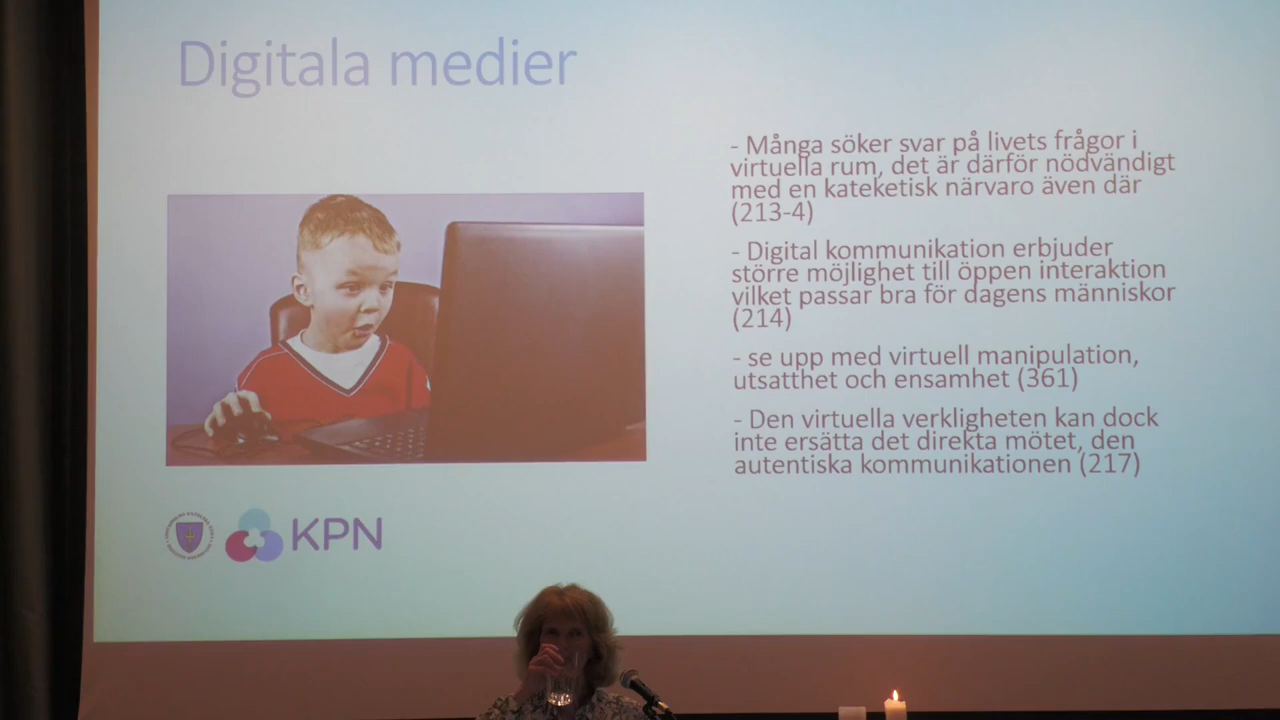 Digitala medier
- Många söker svar på livets frågor i
virtuella rum, det är därför nödvändigt
med en kateketisk närvaro även där
(213-4)
- Digital kommunikation erbjuder
större möjlighet till öppen interaktion
vilket passar bra för dagens människor
(214)
- se upp med virtuell manipulation,
utsatthet och ensamhet (361)
- Den virtuella verkligheten kan dock
inte ersätta det direkta mötet, den
autentiska kommunikationen (217)
KPN